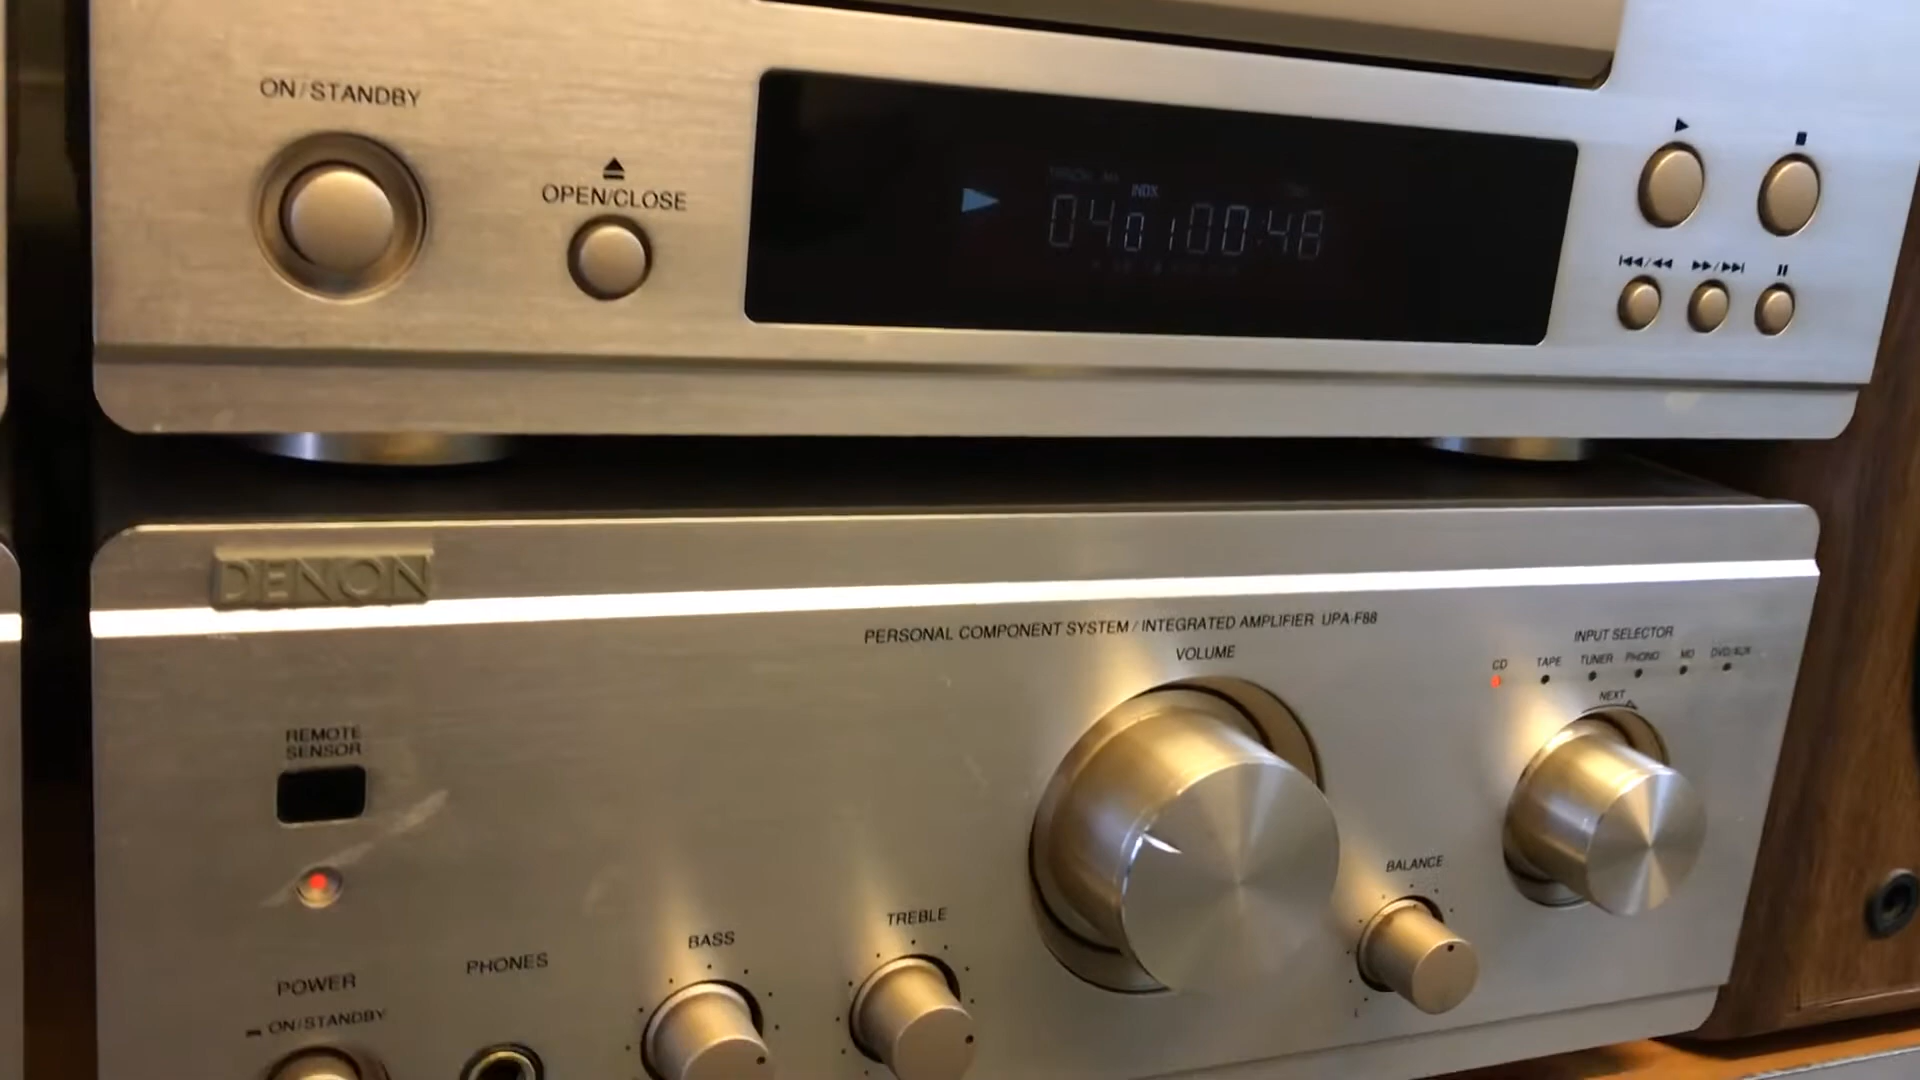 ON/STANDBY
OPEN/CLOSE
INDX
04 01 00:48
DENON
PERSONAL COMPONENT SYSTEM / INTEGRATED AMPLIFIER UPA-F88
VOLUME
INPUT SELECTOR
CD TAPE TUNER PHONO MD DVD/AUX
NEXT
REMOTE
SENSOR
BALANCE
TREBLE
BASS
PHONES
POWER
ON/STANDBY